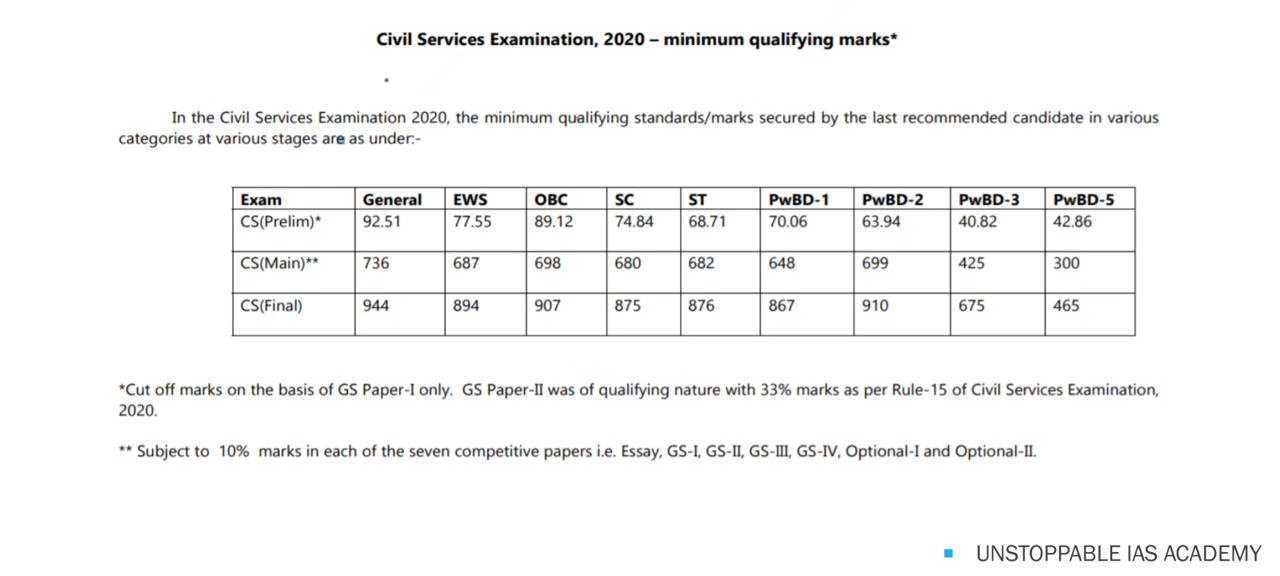 Civil Services Examination, 2020 – minimum qualifying marks*
In the Civil Services Examination 2020, the minimum qualifying standards/marks secured by the last recommended candidate in various
categories at various stages are as under:-
Exam General EWS OBC SC ST PwBD-1 PwBD-2 PwBD-3 PwBD-5
CS(Prelim)* 92.51 77.55 89.12 74.84 68.71 70.06 63.94 40.82 42.86
CS(Main)** 736 687 698 680 682 648 699 425 300
CS(Final) 944 894 907 875 876 867 910 675 465
*Cut off marks on the basis of GS Paper-I only. GS Paper-II was of qualifying nature with 33% marks as per Rule-15 of Civil Services Examination,
2020.
** Subject to 10% marks in each of the seven competitive papers i.e. Essay, GS-I, GS-II, GS-III, GS-IV, Optional-I and Optional-II.
UNSTOPPABLE IAS ACADEMY